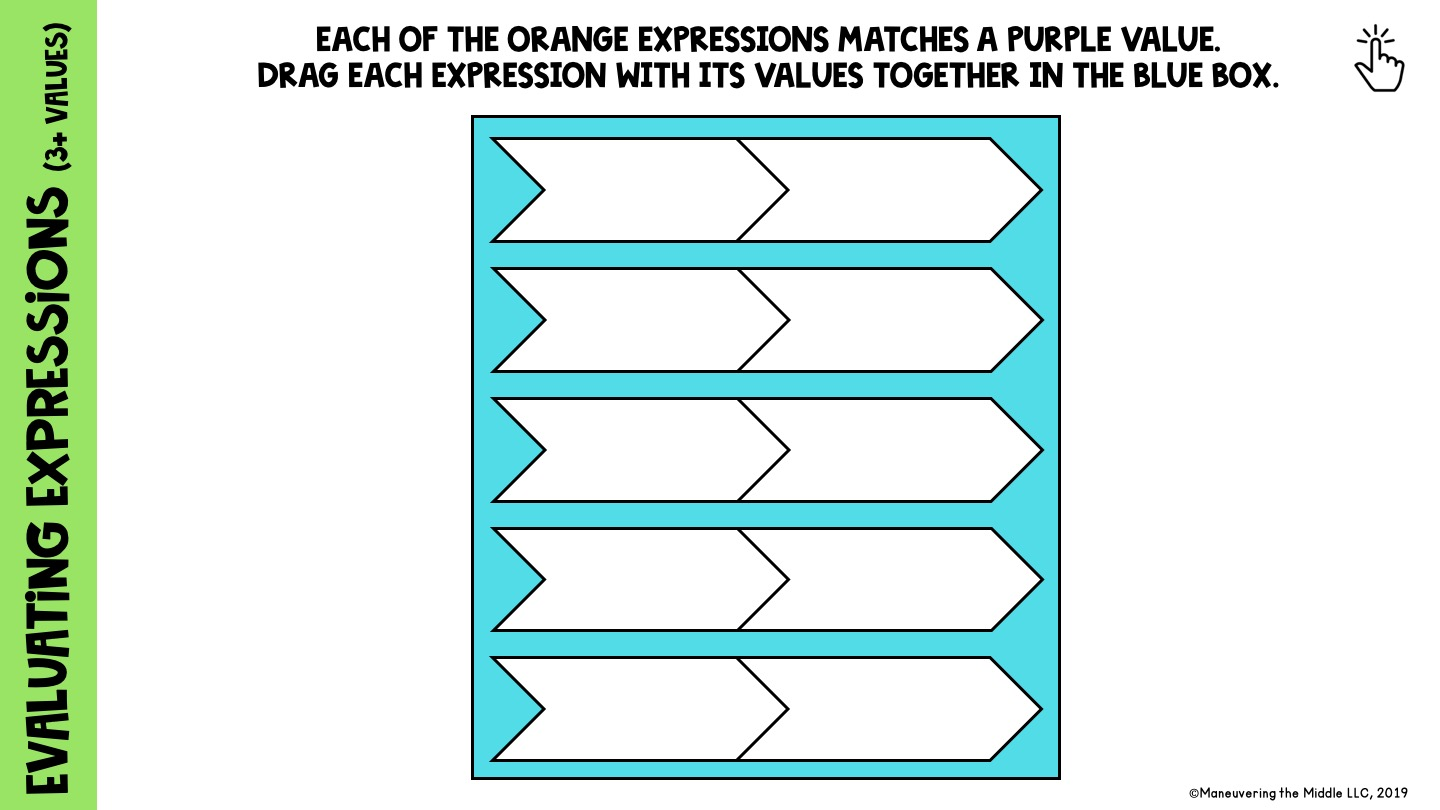 EVALUATING EXPRESSIONS (3+ VALUES)
EACH OF THE ORANGE EXPRESSIONS MATCHES A PURPLE VALUE.
DRAG EACH EXPRESSION WITH ITS VALUES TOGETHER IN THE BLUE BOX.
©Maneuvering the Middle LLC, 2019